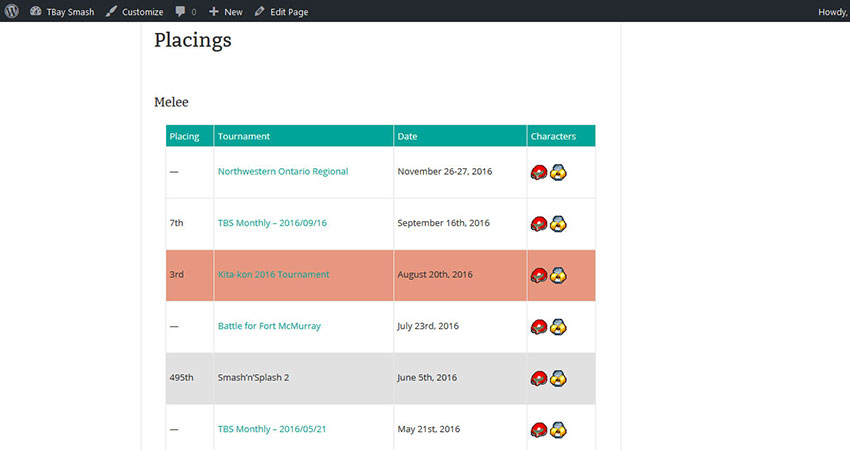 TBay Smash Customize 0 New Edit Page Howdy,
Placings
Melee
Placing Tournament Date Characters
— Northwestern Ontario Regional November 26-27, 2016
7th TBS Monthly – 2016/09/16 September 16th, 2016
3rd Kita-kon 2016 Tournament August 20th, 2016
— Battle for Fort McMurray July 23rd, 2016
495th Smash’n’Splash 2 June 5th, 2016
— TBS Monthly – 2016/05/21 May 21st, 2016